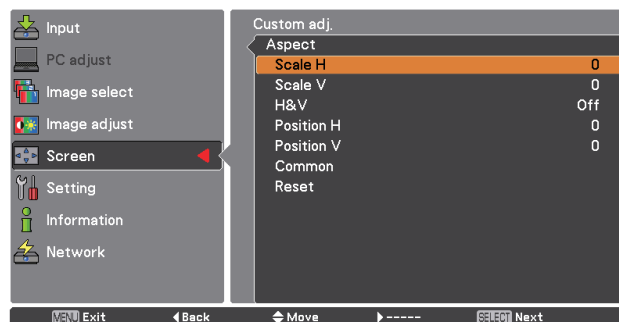 Input
PC adjust
Image select
Image adjust
Screen
Setting
Information
Network
Custom adj.
Aspect
Scale H 0
Scale V 0
H&V Off
Position H 0
Position V 0
Common
Reset
MENU Exit ◀Back ◆Move ▶----- SELECT Next